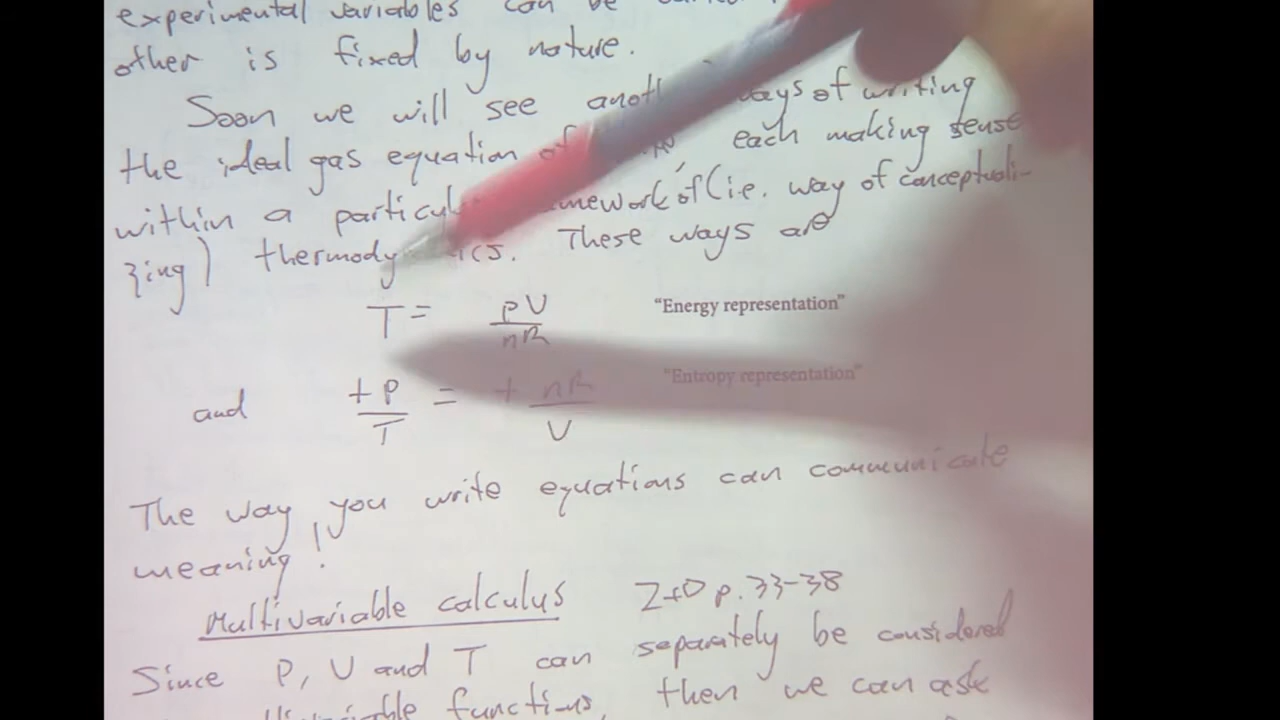 experimental variables can be
other is fixed by nature.
Soon we will see ways of writing
the ideal gas equation of each making sense
within a of (i.e. way of conceptuali-
zing) These ways are
T = PV/nR "Energy representation"
and +P/T = + nR/V "Entropy representation"
The way you write equations can communicate
meaning!
Multivariable calculus Z+D p.33-38
Since P, V and T can separately be considered
functions, then we can ask